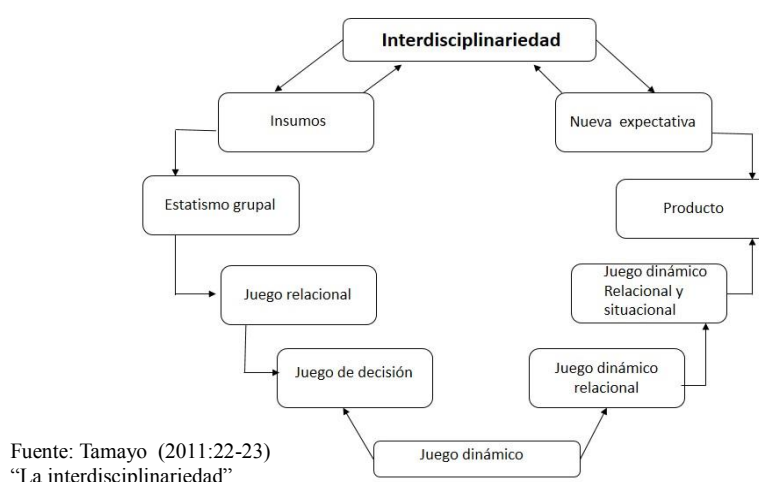 Interdisciplinariedad
Insumos
Nueva expectativa
Estatismo grupal
Producto
Juego relacional
Juego dinámico
Relacional y
situacional
Juego de decisión
Juego dinámico
relacional
Juego dinámico
Fuente: Tamayo (2011:22-23)
“La interdisciplinariedad”